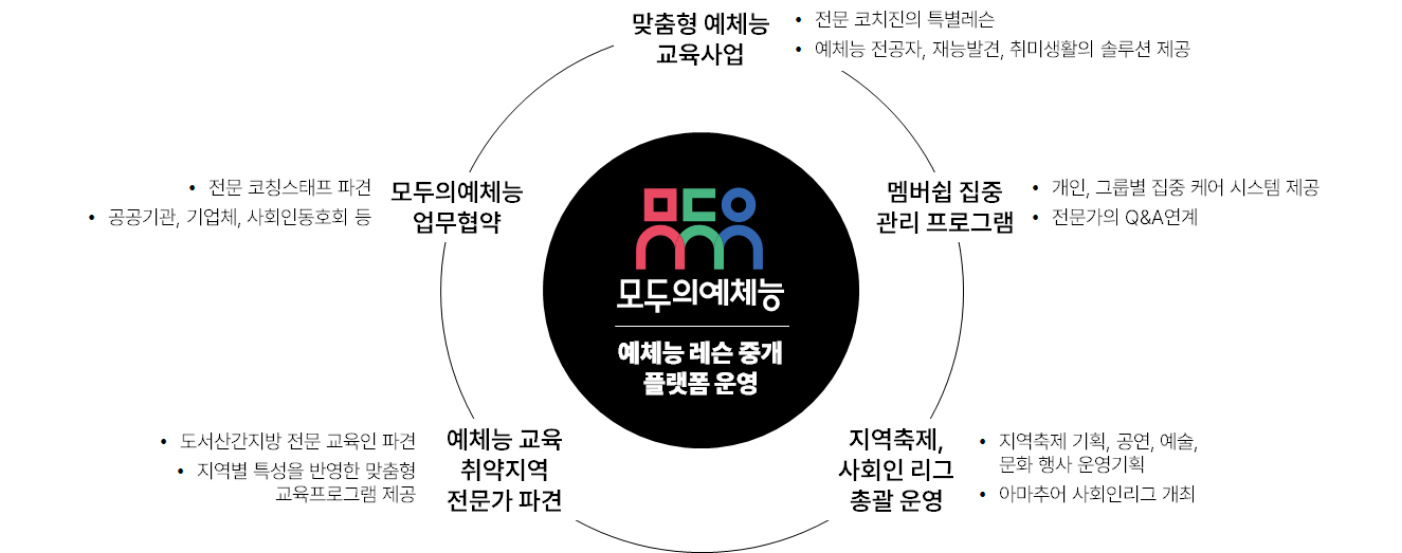 맞춤형 예체능
교육사업
• 전문 코치진의 특별레슨
• 예체능 전공자, 재능발견, 취미생활의 솔루션 제공
멤버쉽 집중
관리 프로그램
• 개인, 그룹별 집중 케어 시스템 제공
• 전문가의 Q&A연계
지역축제,
사회인 리그
총괄 운영
• 지역축제 기획, 공연, 예술,
문화 행사 운영기획
• 아마추어 사회인리그 개최
예체능 교육
취약지역
전문가 파견
• 도서산간지방 전문 교육인 파견
• 지역별 특성을 반영한 맞춤형
교육프로그램 제공
모두의예체능
업무협약
• 전문 코칭스태프 파견
• 공공기관, 기업체, 사회인동호회 등
모두의예체능
예체능 레슨 중개
플랫폼 운영